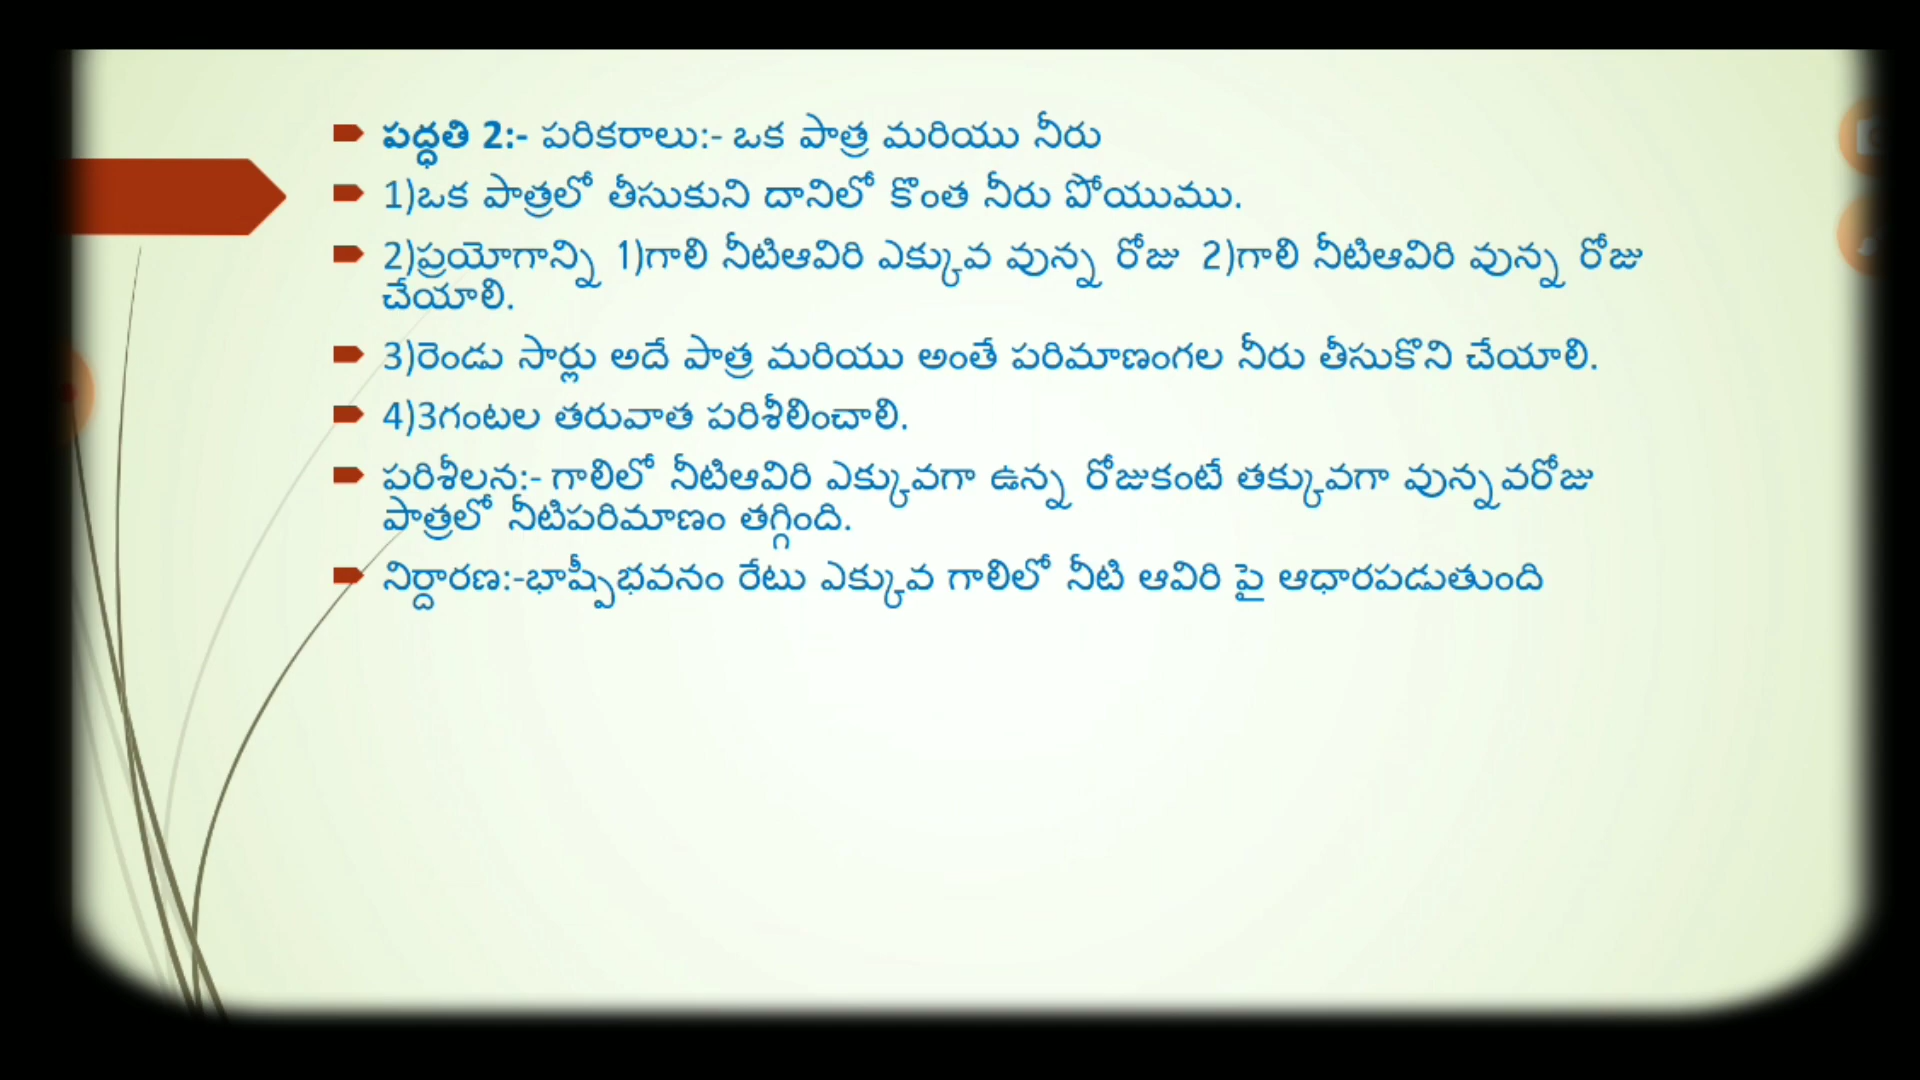 పద్ధతి 2:- పరికరాలు:- ఒక పాత్ర మరియు నీరు
1)ఒక పాత్రలో తీసుకుని దానిలో కొంత నీరు పోయుము.
2)ప్రయోగాన్ని 1)గాలి నీటిఆవిరి ఎక్కువ వున్న రోజు 2)గాలి నీటిఆవిరి వున్న రోజు
చేయాలి.
3)రెండు సార్లు అదే పాత్ర మరియు అంతే పరిమాణంగల నీరు తీసుకొని చేయాలి.
4)3గంటల తరువాత పరిశీలించాలి.
పరిశీలన:- గాలిలో నీటిఆవిరి ఎక్కువగా ఉన్న రోజుకంటే తక్కువగా వున్నవరోజు
పాత్రలో నీటిపరిమాణం తగ్గింది.
నిర్దారణ:-భాష్పీభవనం రేటు ఎక్కువ గాలిలో నీటి ఆవిరి పై ఆధారపడుతుంది